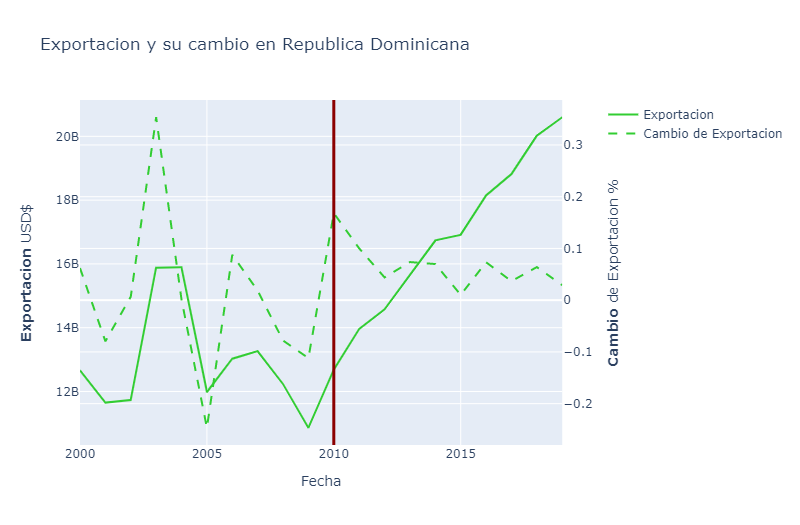 Exportacion y su cambio en Republica Dominicana
Exportacion
Cambio de Exportacion
20B
18B
16B
14B
12B
0.3
0.2
0.1
0
−0.1
−0.2
Exportacion USD$
Cambio de Exportacion %
2000
2005
2010
2015
Fecha